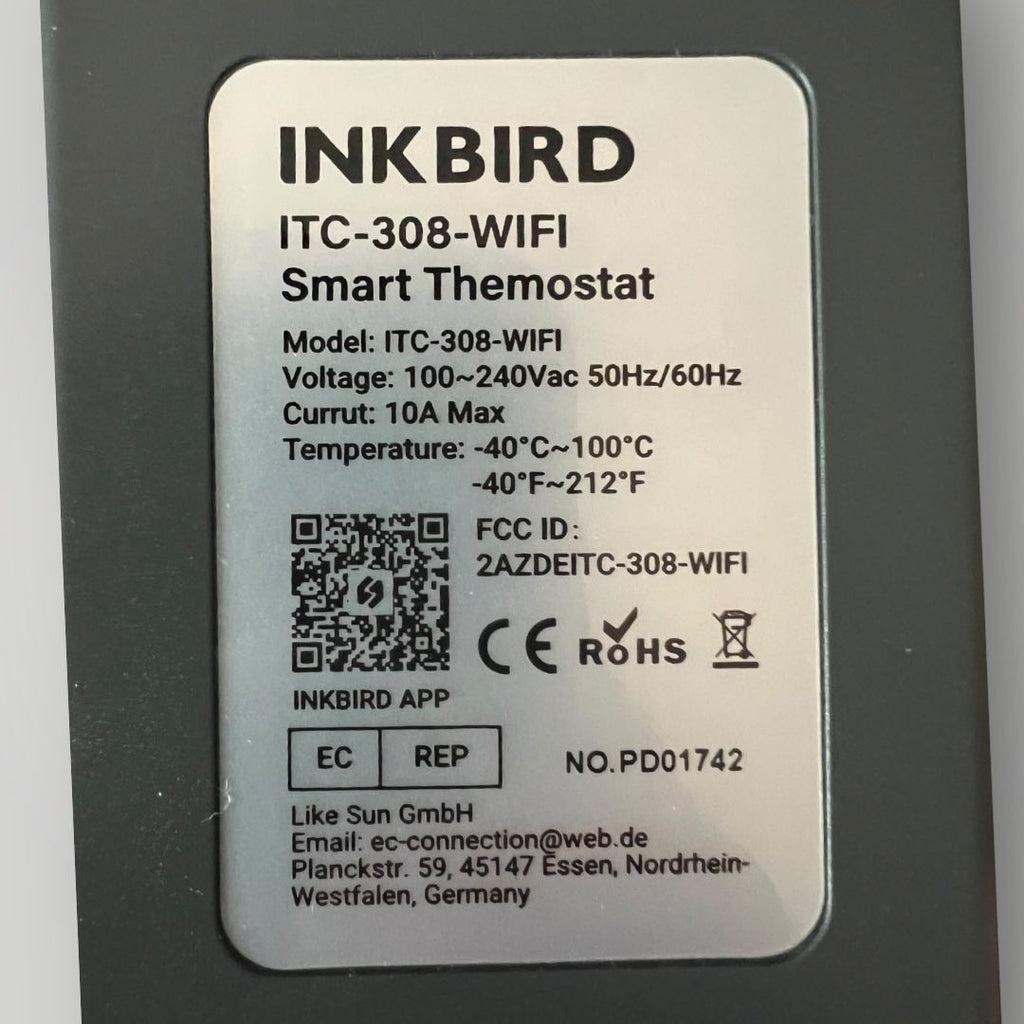 INKBIRD
ITC-308-WIFI
Smart Themostat
Model: ITC-308-WIFI
Voltage: 100~240Vac 50Hz/60Hz
Currut: 10A Max
Temperature: -40°C~100°C
-40°F~212°F
FCC ID:
2AZDEITC-308-WIFI
CE RoHS
INKBIRD APP
EC REP
NO.PD01742
Like Sun GmbH
Email: ec-connection@web.de
Planckstr. 59, 45147 Essen, Nordrhein-
Westfalen, Germany